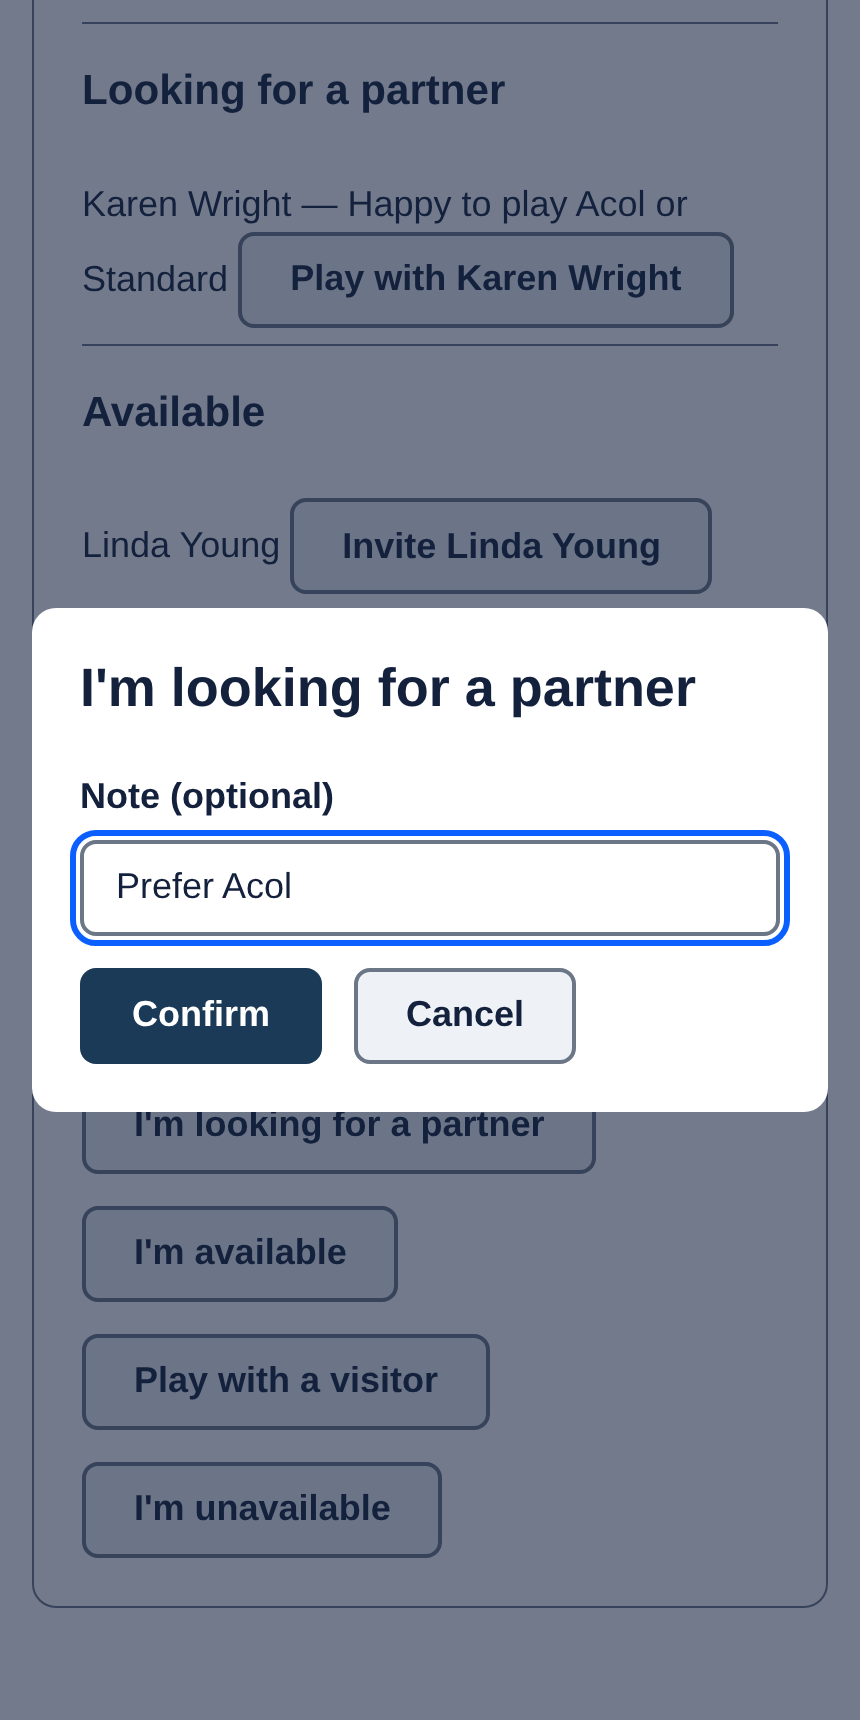 Looking for a partner
Karen Wright — Happy to play Acol or
Standard Play with Karen Wright
Available
Linda Young Invite Linda Young
I'm looking for a partner
Note (optional)
Prefer Acol
Confirm Cancel
I'm looking for a partner
I'm available
Play with a visitor
I'm unavailable